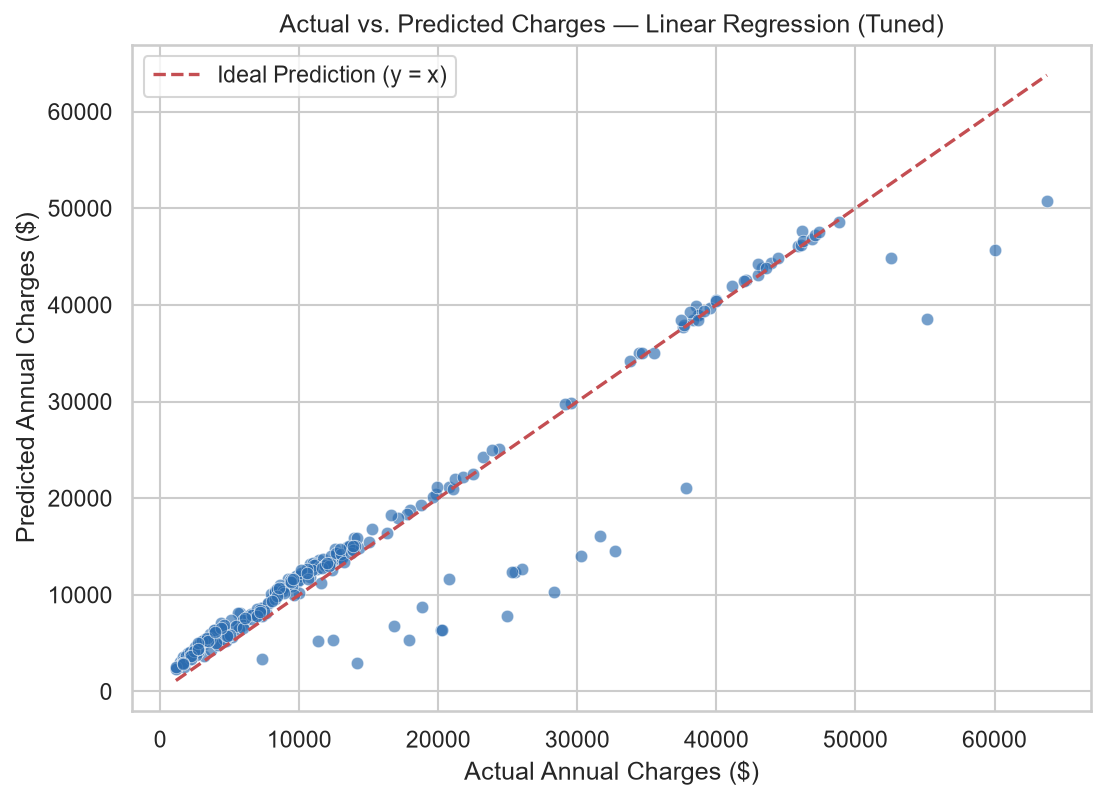 Actual vs. Predicted Charges — Linear Regression (Tuned)
Ideal Prediction (y = x)
Predicted Annual Charges ($)
60000
50000
40000
30000
20000
10000
0
0 10000 20000 30000 40000 50000 60000
Actual Annual Charges ($)